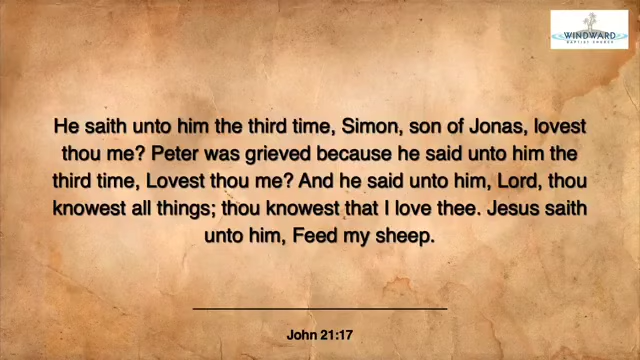 WINDWARD
BAPTIST CHURCH
He saith unto him the third time, Simon, son of Jonas, lovest
thou me? Peter was grieved because he said unto him the
third time, Lovest thou me? And he said unto him, Lord, thou
knowest all things; thou knowest that I love thee. Jesus saith
unto him, Feed my sheep.
John 21:17